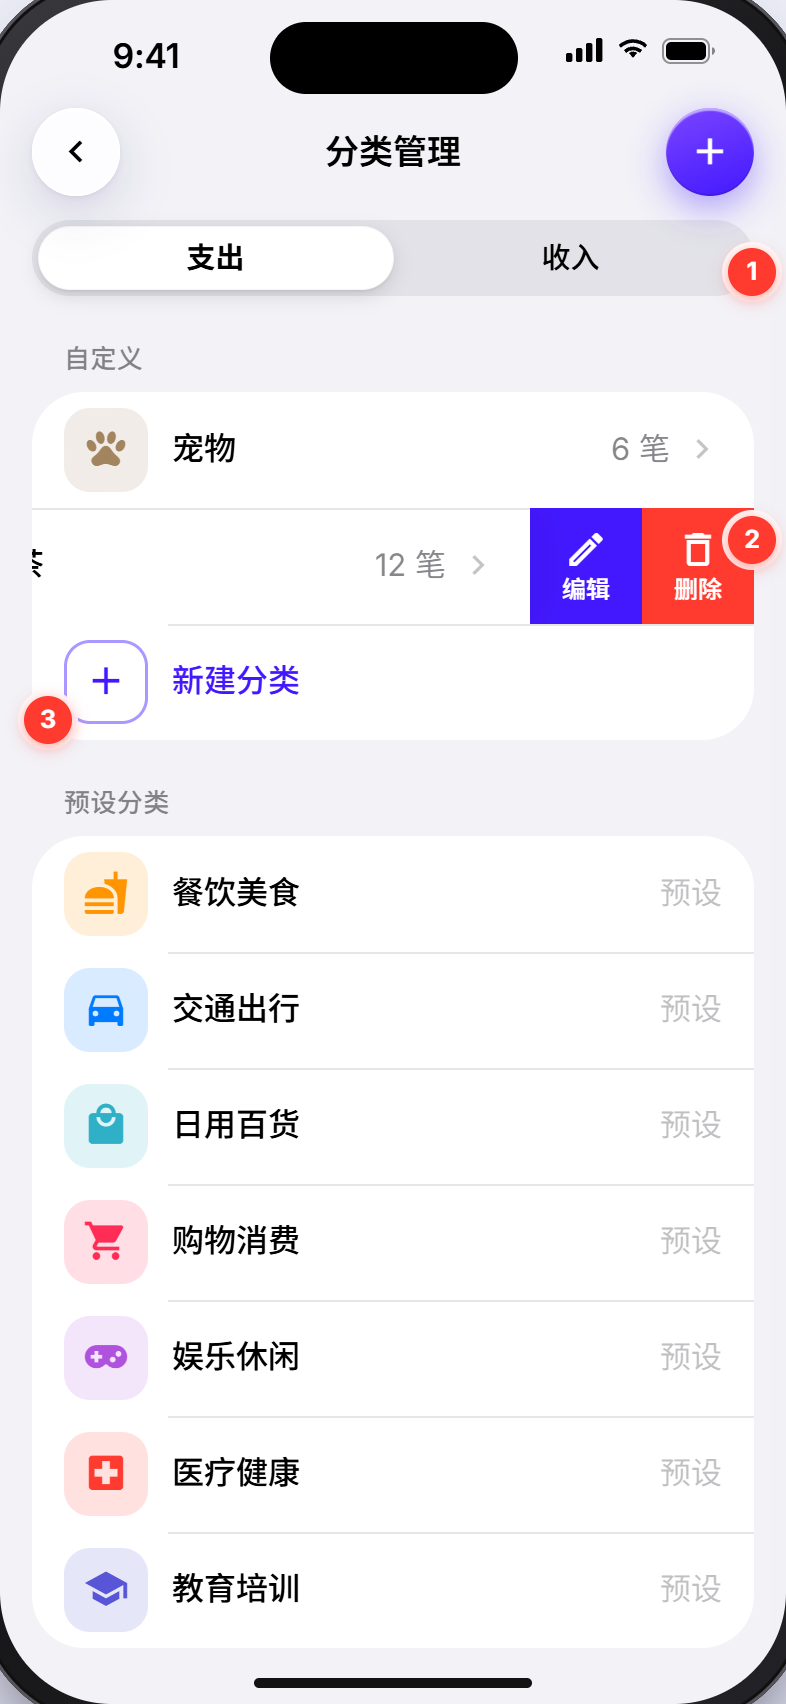 9:41
分类管理
支出
收入
1
自定义
宠物
6 笔
茶
12 笔
编辑
删除
2
新建分类
3
预设分类
餐饮美食
预设
交通出行
预设
日用百货
预设
购物消费
预设
娱乐休闲
预设
医疗健康
预设
教育培训
预设